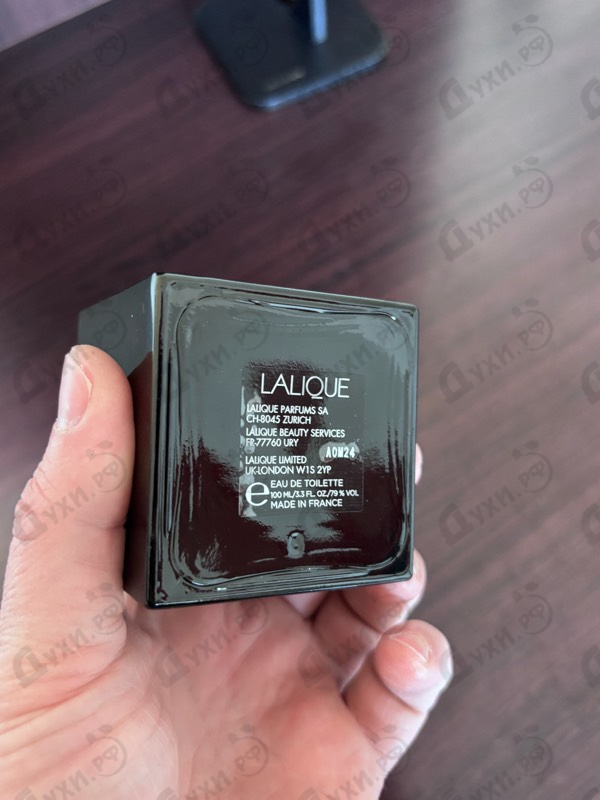 LALIQUE
LALIQUE PARFUMS SA
CH-8045 ZURICH
LALIQUE BEAUTY SERVICES
FR-77760 URY
LALIQUE LIMITED
UK-LONDON W1S 2YP
A0M24
e EAU DE TOILETTE
100 ML/3.3 FL. OZ/79 % VOL
MADE IN FRANCE
Духи.РФ